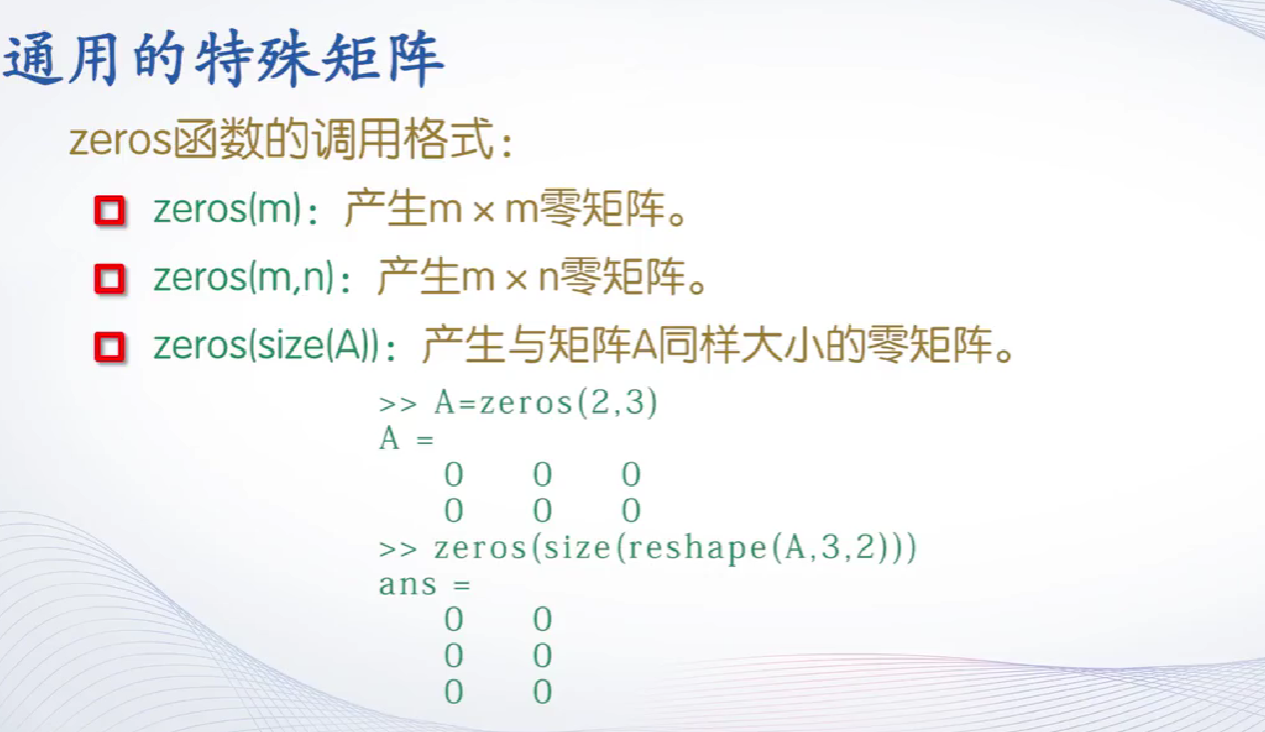 通用的特殊矩阵
zeros函数的调用格式：
zeros(m)：产生m×m零矩阵。
zeros(m,n)：产生m×n零矩阵。
zeros(size(A))：产生与矩阵A同样大小的零矩阵。
>> A=zeros(2,3)
A =
0 0 0
0 0 0
>> zeros(size(reshape(A,3,2)))
ans =
0 0
0 0
0 0